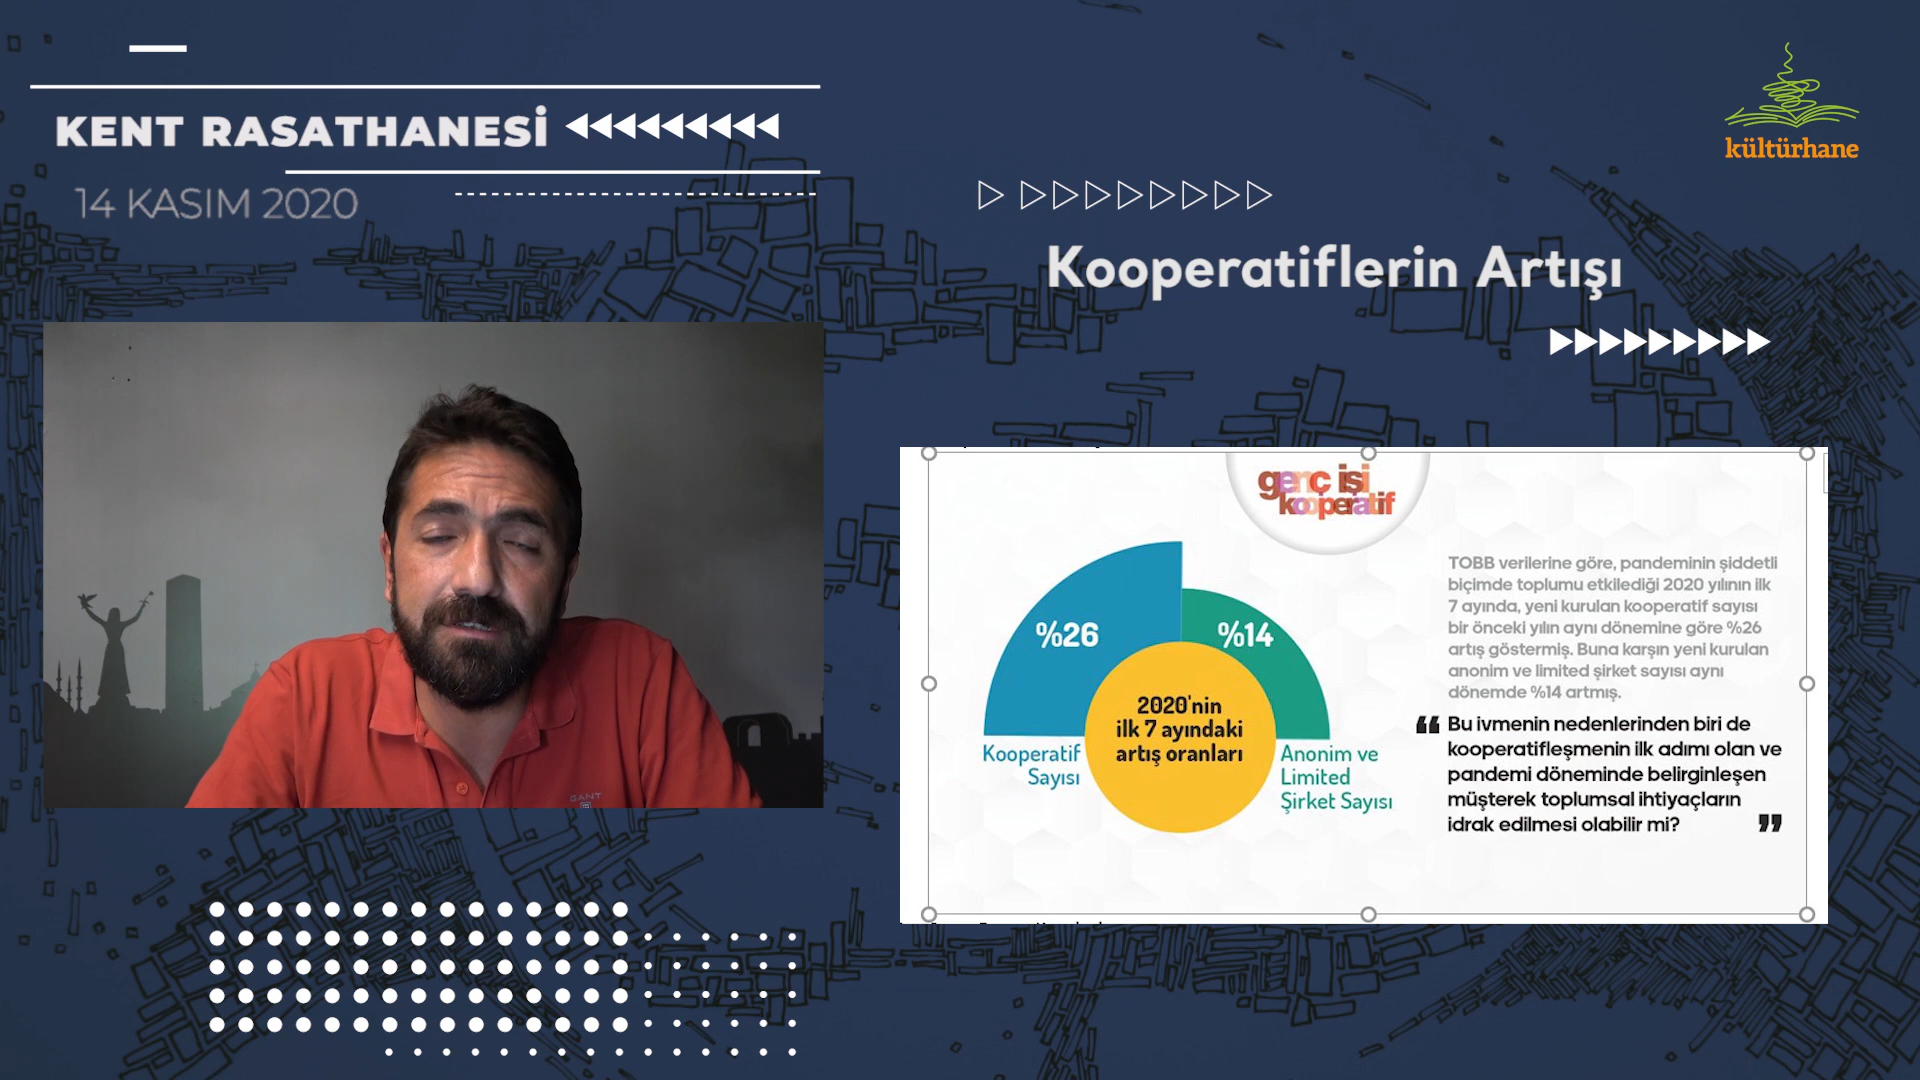 KENT RASATHANESİ
14 KASIM 2020
kültürhane
Kooperatiflerin Artışı
GANT
genç işi
kooperatif
%26
%14
2020'nin
ilk 7 ayındaki
artış oranları
Kooperatif
Sayısı
Anonim ve
Limited
Şirket Sayısı
TOBB verilerine göre, pandeminin şiddetli
biçimde toplumu etkilediği 2020 yılının ilk
7 ayında, yeni kurulan kooperatif sayısı
bir önceki yılın aynı dönemine göre %26
artış göstermiş. Buna karşın yeni kurulan
anonim ve limited şirket sayısı aynı
dönemde %14 artmış.
“ Bu ivmenin nedenlerinden biri de
kooperatifleşmenin ilk adımı olan ve
pandemi döneminde belirginleşen
müşterek toplumsal ihtiyaçların
idrak edilmesi olabilir mi? ”